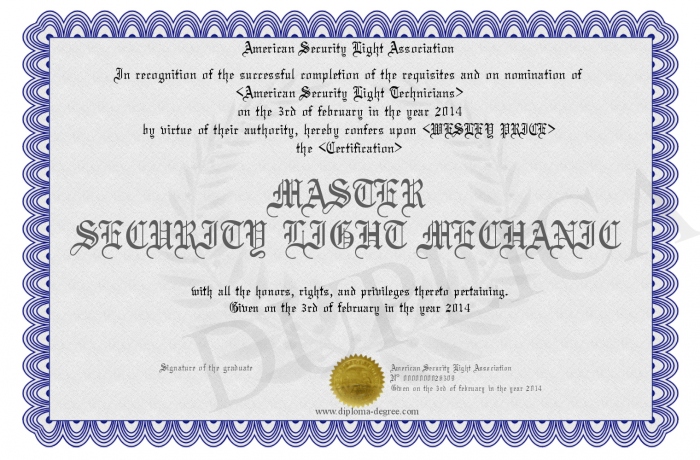 American Security Light Association
In recognition of the successful completion of the requisites and on nomination of
<American Security Light Technicians>
on the 3rd of february in the year 2014
by virtue of their authority, hereby confers upon <WESLEY PRICE>
the <Certification>
MASTER
SECURITY LIGHT MECHANIC
with all the honors, rights, and privileges thereto pertaining.
Given on the 3rd of february in the year 2014
DUPLICA
Signature of the graduate
American Security Light Association
Given on the 3rd of february in the year 2014
www.diploma-degree.com